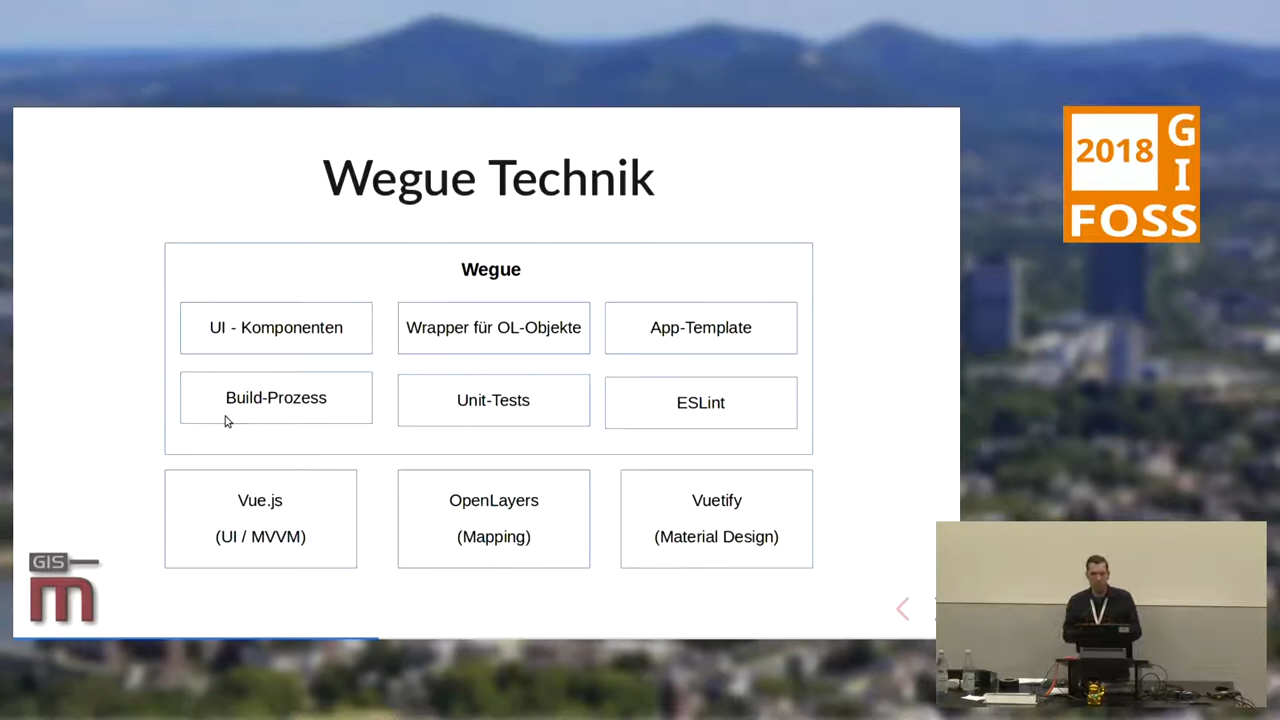 Wegue Technik
Wegue
UI - Komponenten
Wrapper für OL-Objekte
App-Template
Build-Prozess
Unit-Tests
ESLint
Vue.js
(UI / MVVM)
OpenLayers
(Mapping)
Vuetify
(Material Design)
GIS
m
2018
G
I
FOSS